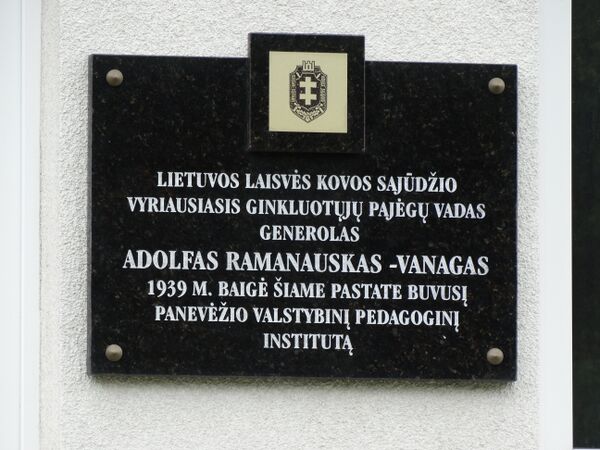 LIETUVOS LAISVĖS KOVOS SĄJŪDŽIO
VYRIAUSIASIS GINKLUOTŲJŲ PAJĖGŲ VADAS
GENEROLAS
ADOLFAS RAMANAUSKAS -VANAGAS
1939 M. BAIGĖ ŠIAME PASTATE BUVUSĮ
PANEVĖŽIO VALSTYBINĮ PEDAGOGINĮ
INSTITUTĄ